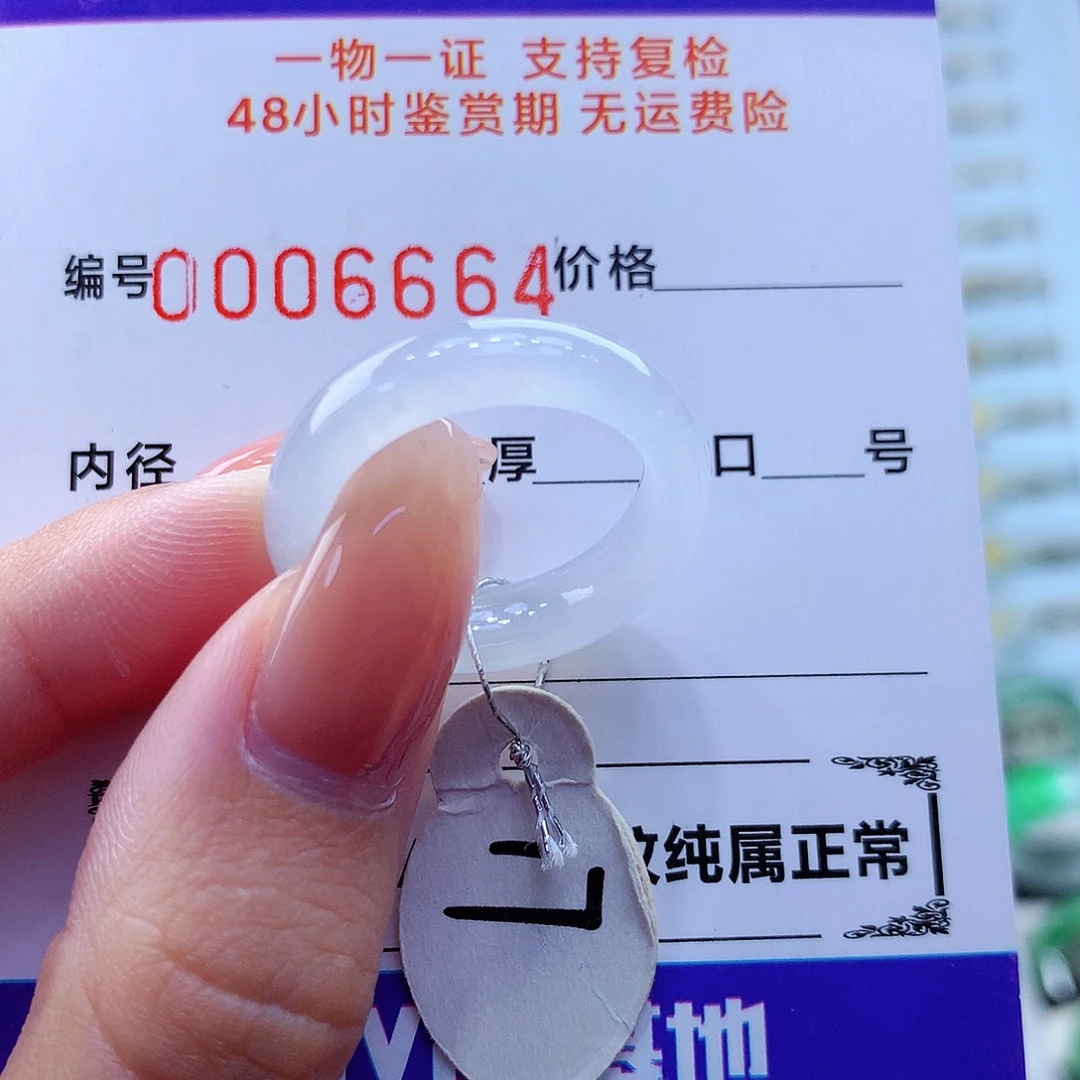 一物一证 支持复检
48小时鉴赏期 无运费险
编号0006664价格
内径 厚 口 号
纹纯属正常
基地